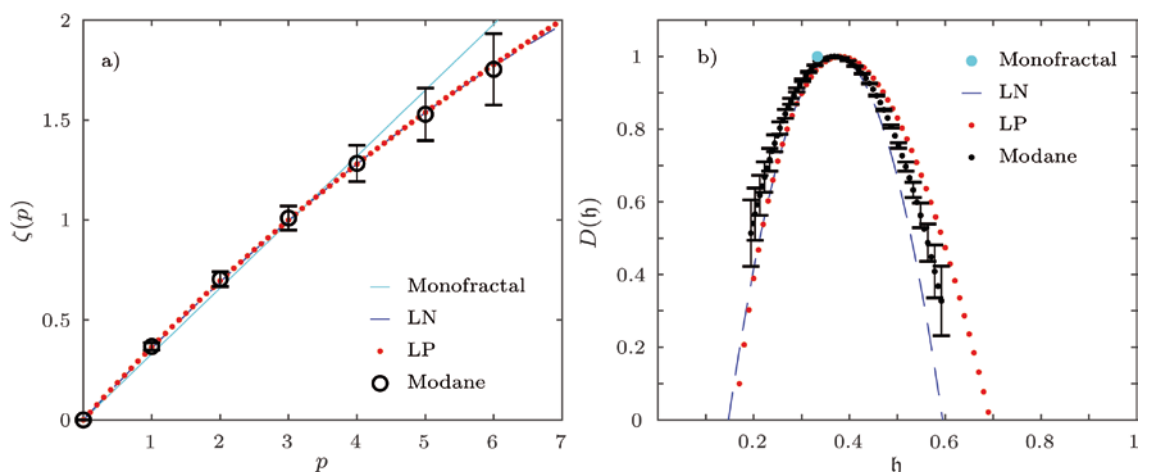 a)
2
1.5
1
0.5
0
ζ(p)
1 2 3 4 5 6 7
p
Monofractal
LN
LP
Modane
b)
1
0.8
0.6
0.4
0.2
0
D(𝔥)
0.2 0.4 0.6 0.8 1
𝔥
Monofractal
LN
LP
Modane